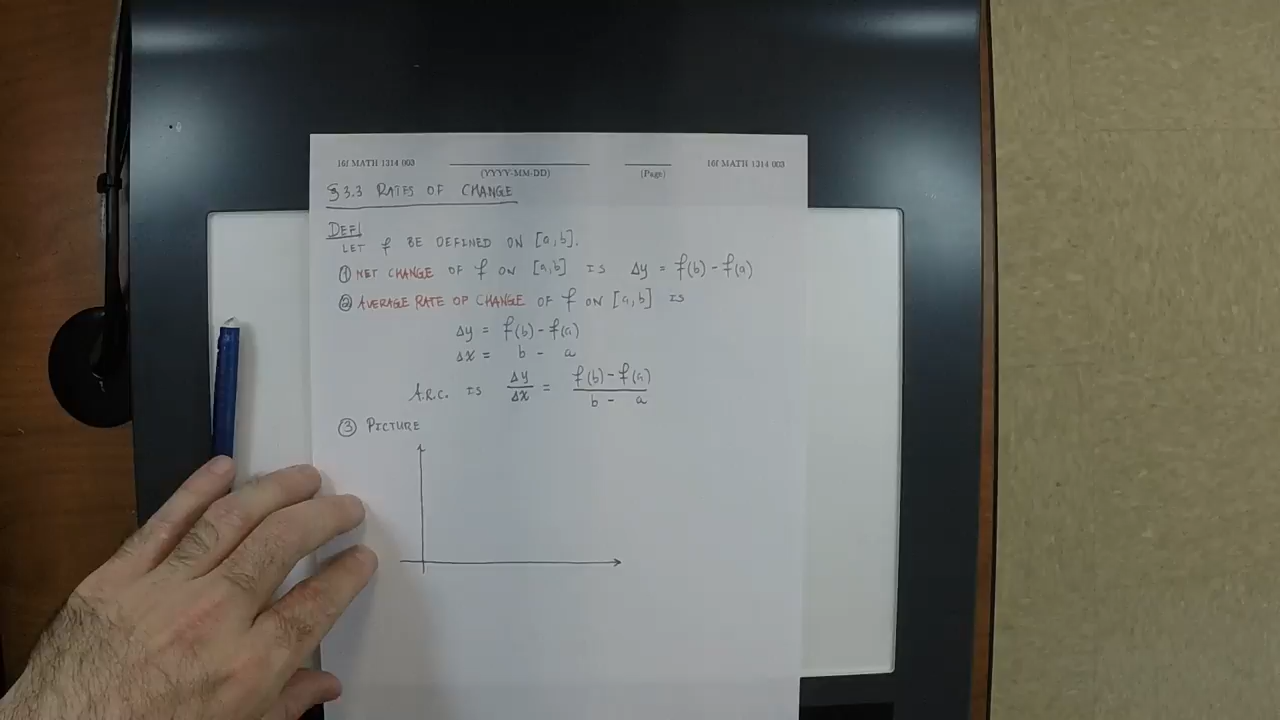 16f MATH 1314 003 (YYYY-MM-DD) (Page) 16f MATH 1314 003
§3.3 RATES OF CHANGE
DEF!
LET f BE DEFINED ON [a,b].
① NET CHANGE OF f ON [a,b] IS Δy = f(b) - f(a)
② AVERAGE RATE OF CHANGE OF f ON [a,b] IS
Δy = f(b) - f(a)
Δx = b - a
A.R.C. IS Δy/Δx = f(b) - f(a) / b - a
③ PICTURE